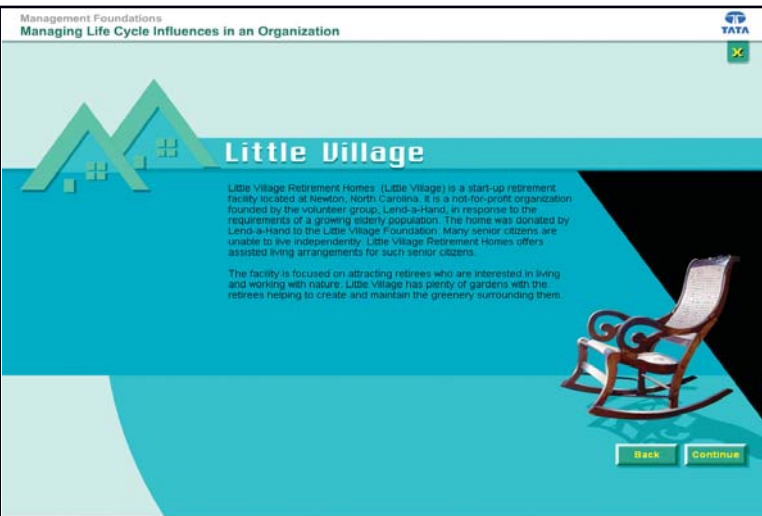 Management Foundations
Managing Life Cycle Influences in an Organization
TATA
X
Little Village
Little Village Retirement Homes (Little Village) is a start-up retirement
facility located at Newton, North Carolina. It is a not-for-profit organization
founded by the volunteer group, Lend-a-Hand, in response to the
requirements of a growing elderly population. The home was donated by
Lend-a-Hand to the Little Village Foundation. Many senior citizens are
unable to live independently. Little Village Retirement Homes offers
assisted living arrangements for such senior citizens.
The facility is focused on attracting retirees who are interested in living
and working with nature. Little Village has plenty of gardens with the
retirees helping to create and maintain the greenery surrounding them.
Back
Continue